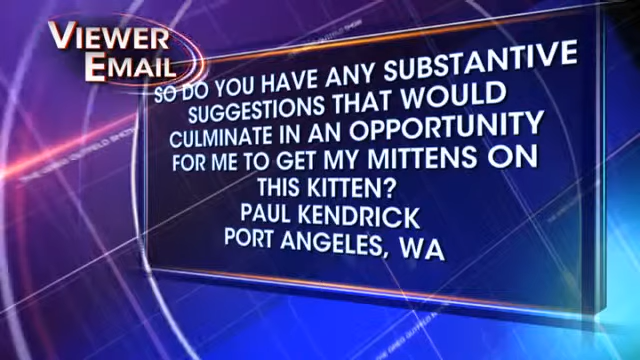 VIEWER
EMAIL
SO DO YOU HAVE ANY SUBSTANTIVE
SUGGESTIONS THAT WOULD
CULMINATE IN AN OPPORTUNITY
FOR ME TO GET MY MITTENS ON
THIS KITTEN?
PAUL KENDRICK
PORT ANGELES, WA